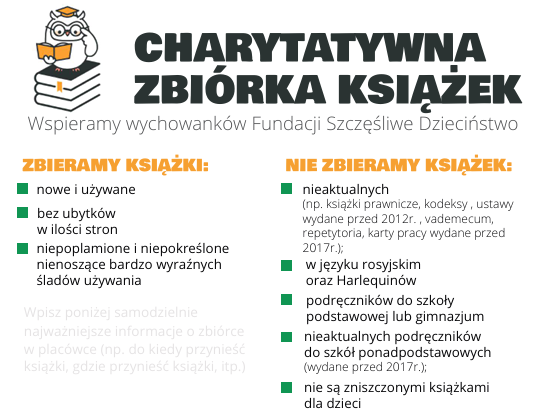 CHARYTATYWNA
ZBIÓRKA KSIĄŻEK
Wspieramy wychowanków Fundacji Szczęśliwe Dzieciństwo
ZBIERAMY KSIĄŻKI:
nowe i używane
bez ubytków
w ilości stron
niepoplamione i niepokreślone
nienoszące bardzo wyraźnych
śladów używania
Wpisz poniżej samodzielnie
najważniejsze informacje o zbiórce
w placówce (np. do kiedy przynieść
książki, gdzie przynieść książki, itp.)
NIE ZBIERAMY KSIĄŻEK:
nieaktualnych
(np. książki prawnicze, kodeksy , ustawy
wydane przed 2012r. , vademecum,
repetytoria, karty pracy wydane przed
2017r.);
w języku rosyjskim
oraz Harlequinów
podręczników do szkoły
podstawowej lub gimnazjum
nieaktualnych podręczników
do szkół ponadpodstawowych
(wydane przed 2017r.);
nie są zniszczonymi książkami
dla dzieci